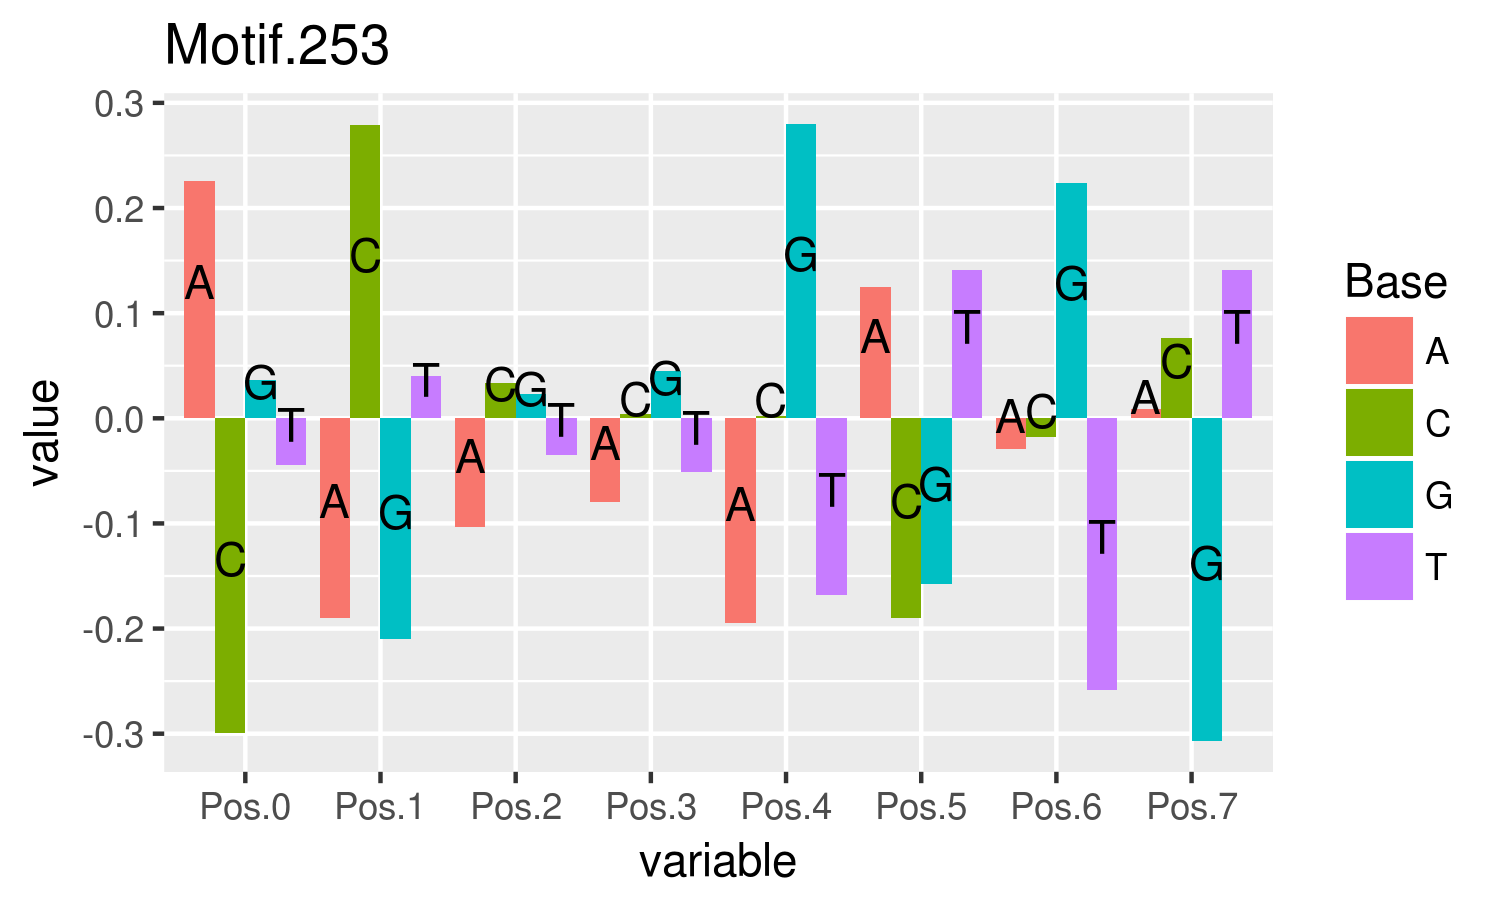 Motif.253
0.3
0.2
0.1
0.0
-0.1
-0.2
-0.3
value
A C G T
A C G T
A C G T
A C G T
A C G T
A C G T
A C G T
A C G T
Pos.0 Pos.1 Pos.2 Pos.3 Pos.4 Pos.5 Pos.6 Pos.7
variable
Base
A
C
G
T